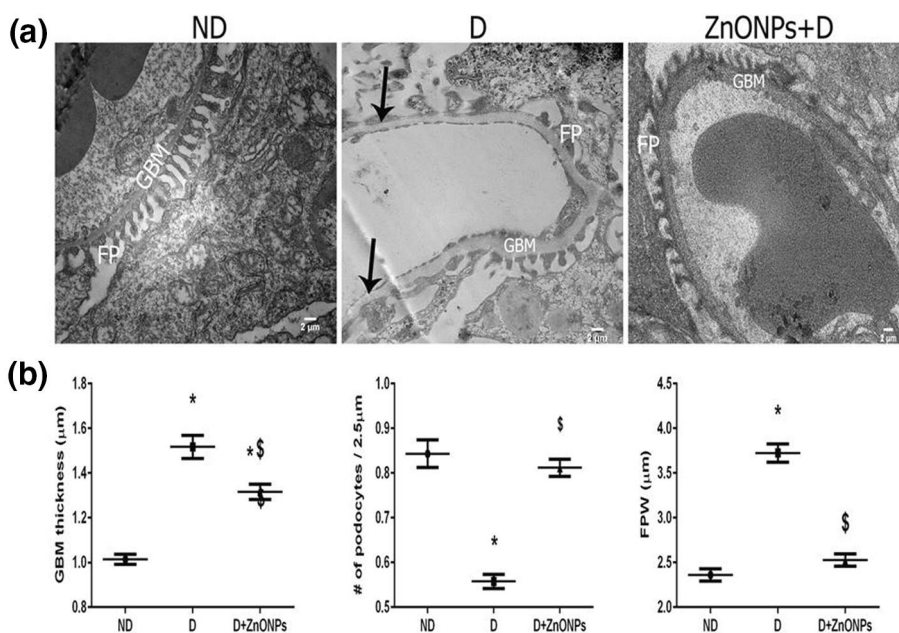 (a)
ND
D
ZnONPs+D
GBM
FP
2 µm
FP
GBM
2 µm
GBM
FP
2 µm
(b)
GBM thickness (µm)
1.8
1.6
1.4
1.2
1.0
0.8
*
* $
$
ND
D
D+ZnONPs
# of podocytes / 2.5µm
0.9
0.8
0.7
0.6
0.5
*
$
ND
D
D+ZnONPs
FPW (µm)
4.5
4.0
3.5
3.0
2.5
2.0
*
$
ND
D
D+ZnONPs